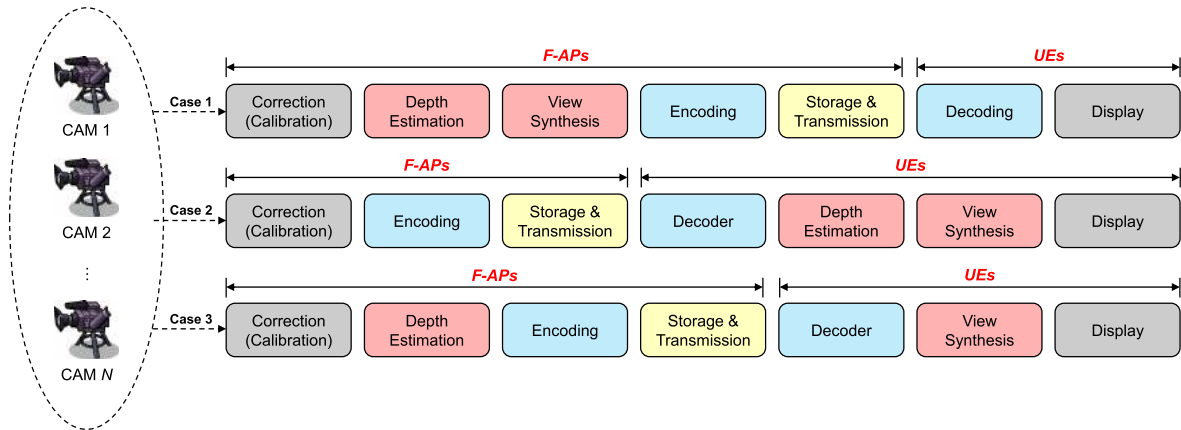 F-APs
UEs
CAM 1
Case 1
Correction
(Calibration)
Depth
Estimation
View
Synthesis
Encoding
Storage &
Transmission
Decoding
Display
F-APs
UEs
CAM 2
Case 2
Correction
(Calibration)
Encoding
Storage &
Transmission
Decoder
Depth
Estimation
View
Synthesis
Display
...
F-APs
UEs
CAM N
Case 3
Correction
(Calibration)
Depth
Estimation
Encoding
Storage &
Transmission
Decoder
View
Synthesis
Display